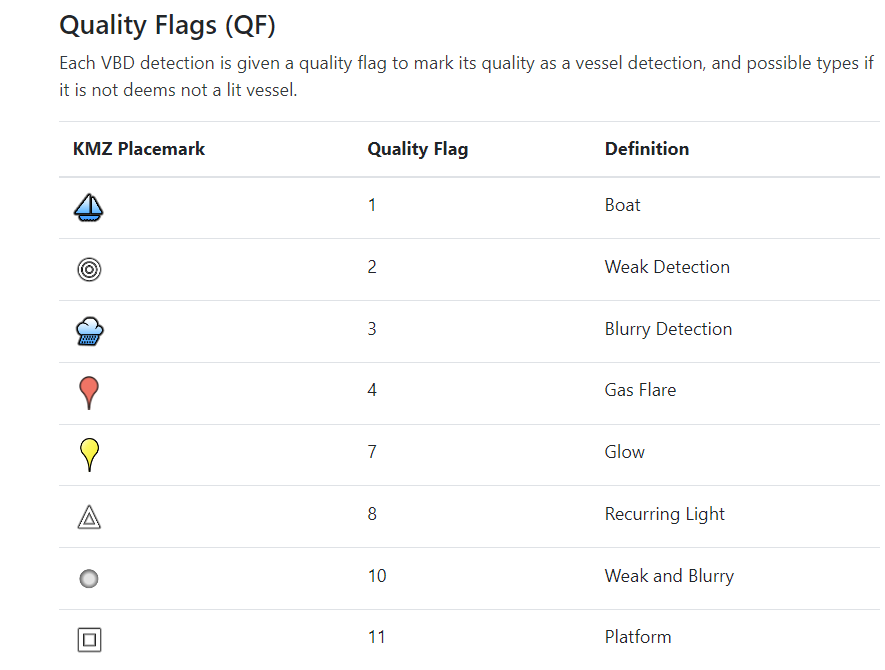 Quality Flags (QF)
Each VBD detection is given a quality flag to mark its quality as a vessel detection, and possible types if
it is not deems not a lit vessel.
KMZ Placemark Quality Flag Definition
1 Boat
2 Weak Detection
3 Blurry Detection
4 Gas Flare
7 Glow
8 Recurring Light
10 Weak and Blurry
11 Platform